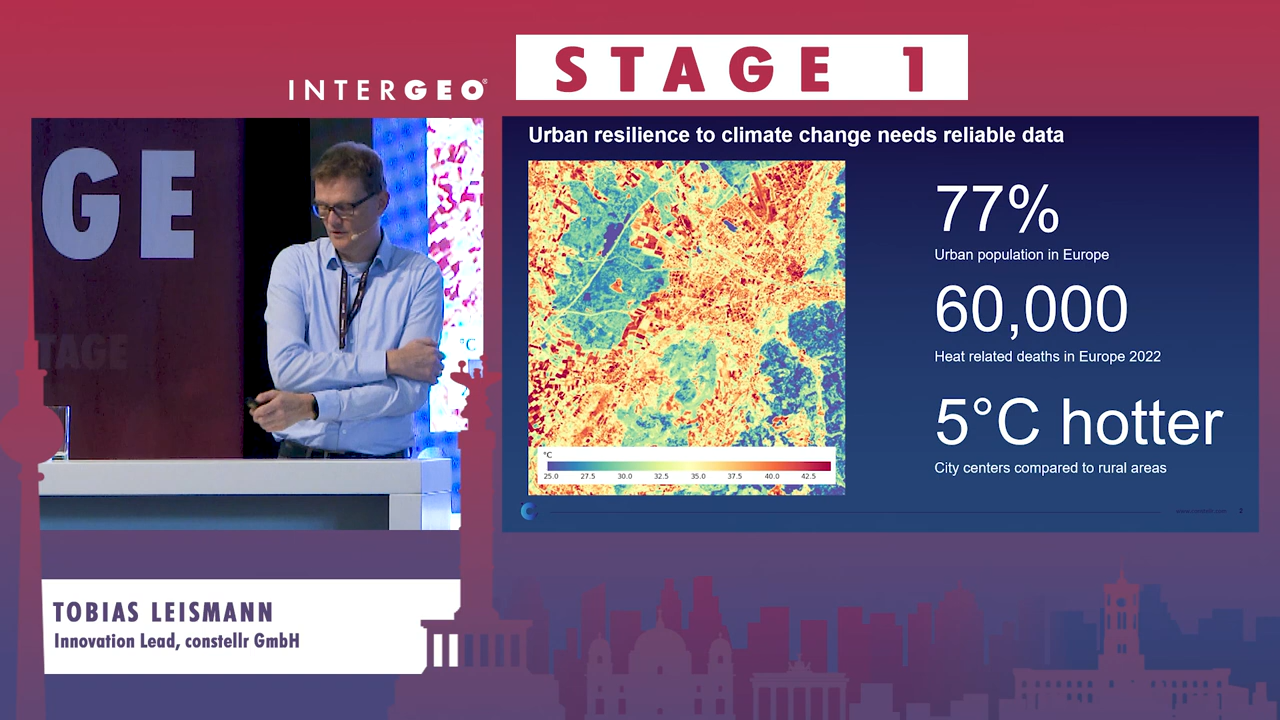 STAGE 1
INTERGEO®
GE
TAGE
°C
Urban resilience to climate change needs reliable data
77%
Urban population in Europe
60,000
Heat related deaths in Europe 2022
5°C hotter
City centers compared to rural areas
°C
25.0 27.5 30.0 32.5 35.0 37.5 40.0 42.5
2
TOBIAS LEISMANN
Innovation Lead, constellr GmbH